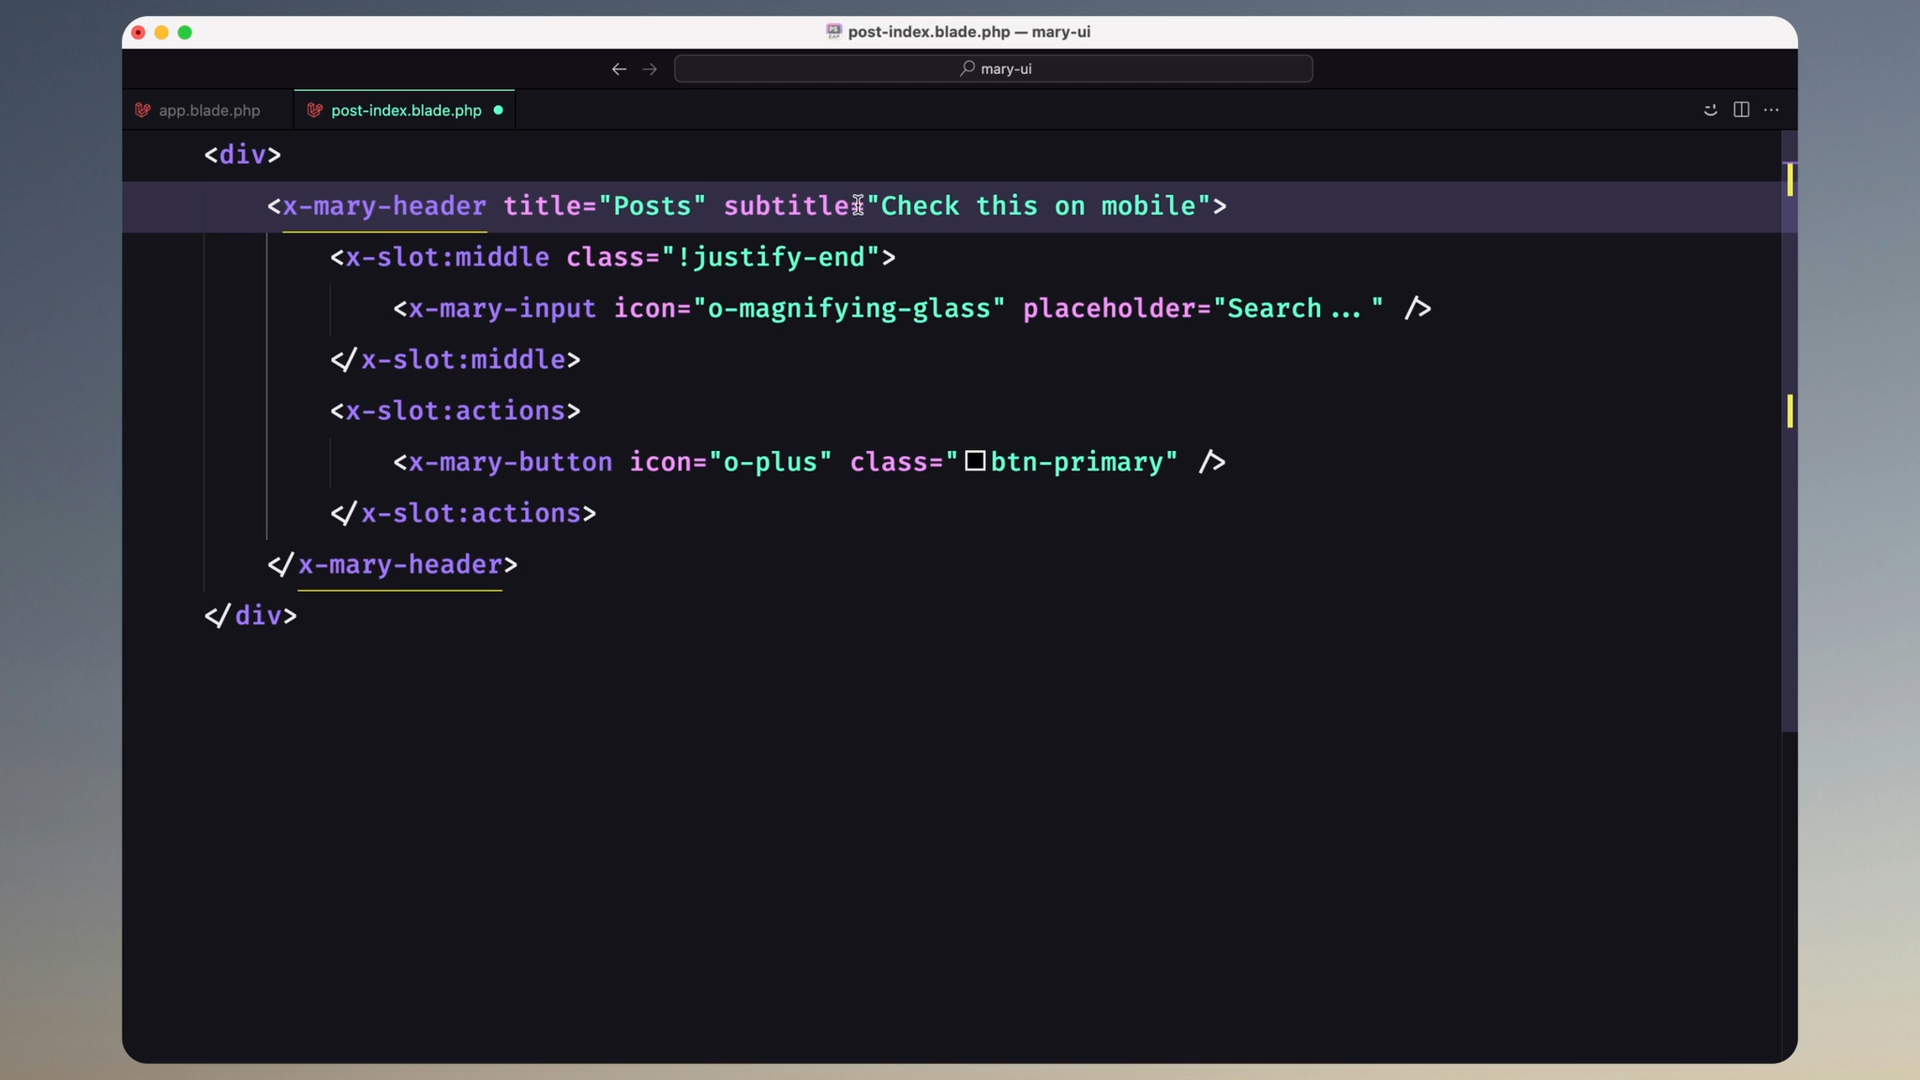 post-index.blade.php — mary-ui
mary-ui
app.blade.php
post-index.blade.php
<div>
<x-mary-header title="Posts" subtitle="Check this on mobile">
<x-slot:middle class="!justify-end">
<x-mary-input icon="o-magnifying-glass" placeholder="Search..." />
</x-slot:middle>
<x-slot:actions>
<x-mary-button icon="o-plus" class="btn-primary" />
</x-slot:actions>
</x-mary-header>
</div>